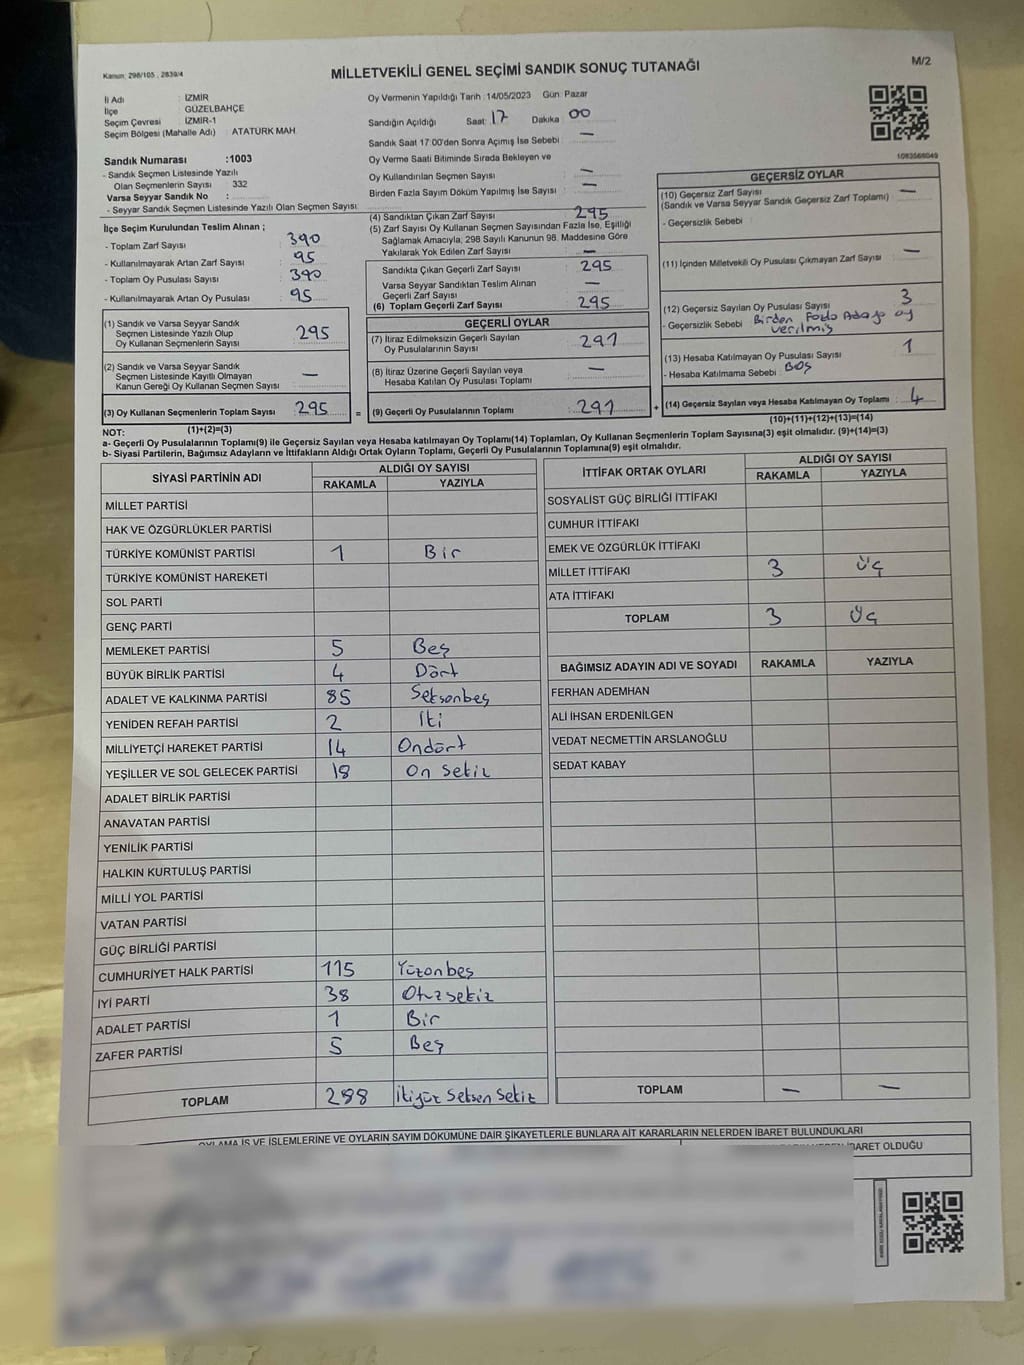 Kanun: 298/105 , 2839/4
MİLLETVEKİLİ GENEL SEÇİMİ SANDIK SONUÇ TUTANAĞI
M/2
İl Adı : İZMİR
İlçe : GÜZELBAHÇE
Seçim Çevresi : İZMİR-1
Seçim Bölgesi (Mahalle Adı) : ATATÜRK MAH
Sandık Numarası :1003
- Sandık Seçmen Listesinde Yazılı
Olan Seçmenlerin Sayısı : 332
Varsa Seyyar Sandık No :
- Seyyar Sandık Seçmen Listesinde Yazılı Olan Seçmen Sayısı:
İlçe Seçim Kurulundan Teslim Alınan ;
- Toplam Zarf Sayısı : 390
- Kullanılmayarak Artan Zarf Sayısı : 95
- Toplam Oy Pusulası Sayısı : 390
- Kullanılmayarak Artan Oy Pusulası : 95
Oy Vermenin Yapıldığı Tarih :14/05/2023 Gün: Pazar
Sandığın Açıldığı Saat: 17 Dakika: 00
Sandık Saat 17:00'den Sonra Açımış İse Sebebi : —
Oy Verme Saati Bitiminde Sırada Bekleyen ve
Oy Kullandırılan Seçmen Sayısı : —
Birden Fazla Sayım Döküm Yapılmış İse Sayısı : —
(4) Sandıktan Çıkan Zarf Sayısı : 295
(5) Zarf Sayısı Oy Kullanan Seçmen Sayısından Fazla İse, Eşitliği
Sağlamak Amacıyla, 298 Sayılı Kanunun 98. Maddesine Göre
Yakılarak Yok Edilen Zarf Sayısı : —
Sandıkta Çıkan Geçerli Zarf Sayısı : 295
Varsa Seyyar Sandıktan Teslim Alınan
Geçerli Zarf Sayısı : —
(6) Toplam Geçerli Zarf Sayısı : 295
1083568049
GEÇERSİZ OYLAR
(10) Geçersiz Zarf Sayısı : —
(Sandık ve Varsa Seyyar Sandık Geçersiz Zarf Toplamı)
- Geçersizlik Sebebi :
(11) İçinden Milletvekili Oy Pusulası Çıkmayan Zarf Sayısı : —
(12) Geçersiz Sayılan Oy Pusulası Sayısı : 3
- Geçersizlik Sebebi : Birden Fazla Adaya oy
verilmiş
(13) Hesaba Katılmayan Oy Pusulası Sayısı : 1
- Hesaba Katılmama Sebebi : BOŞ
(14) Geçersiz Sayılan veya Hesaba Katılmayan Oy Toplamı : 4
(10)+(11)+(12)+(13)=(14)
(1) Sandık ve Varsa Seyyar Sandık
Seçmen Listesinde Yazılı Olup
Oy Kullanan Seçmenlerin Sayısı : 295
(2) Sandık ve Varsa Seyyar Sandık
Seçmen Listesinde Kayıtlı Olmayan
Kanun Gereği Oy Kullanan Seçmen Sayısı : —
(3) Oy Kullanan Seçmenlerin Toplam Sayısı : 295
(1)+(2)=(3)
GEÇERLİ OYLAR
(7) İtiraz Edilmeksizin Geçerli Sayılan
Oy Pusulalarının Sayısı : 291
(8) İtiraz Üzerine Geçerli Sayılan veya
Hesaba Katılan Oy Pusulası Toplamı : —
= (9) Geçerli Oy Pusulalarının Toplamı : 291 +
NOT:
a- Geçerli Oy Pusulalarının Toplamı(9) ile Geçersiz Sayılan veya Hesaba katılmayan Oy Toplamı(14) Toplamları, Oy Kullanan Seçmenlerin Toplam Sayısına(3) eşit olmalıdır. (9)+(14)=(3)
b- Siyasi Partilerin, Bağımsız Adayların ve İttifakların Aldığı Ortak Oyların Toplamı, Geçerli Oy Pusulalarının Toplamına(9) eşit olmalıdır.
SİYASİ PARTİNİN ADI ALDIĞI OY SAYISI
RAKAMLA YAZIYLA
MİLLET PARTİSİ
HAK VE ÖZGÜRLÜKLER PARTİSİ
TÜRKİYE KOMÜNİST PARTİSİ 1 Bir
TÜRKİYE KOMÜNİST HAREKETİ
SOL PARTİ
GENÇ PARTİ
MEMLEKET PARTİSİ 5 Beş
BÜYÜK BİRLİK PARTİSİ 4 Dört
ADALET VE KALKINMA PARTİSİ 85 Seksenbeş
YENİDEN REFAH PARTİSİ 2 İki
MİLLİYETÇİ HAREKET PARTİSİ 14 Ondört
YEŞİLLER VE SOL GELECEK PARTİSİ 18 On Sekiz
ADALET BİRLİK PARTİSİ
ANAVATAN PARTİSİ
YENİLİK PARTİSİ
HALKIN KURTULUŞ PARTİSİ
MİLLİ YOL PARTİSİ
VATAN PARTİSİ
GÜÇ BİRLİĞİ PARTİSİ
CUMHURİYET HALK PARTİSİ 115 Yüzonbeş
İYİ PARTİ 38 Otuzsekiz
ADALET PARTİSİ 1 Bir
ZAFER PARTİSİ 5 Beş
TOPLAM 288 İkiyüz Seksen Sekiz
İTTİFAK ORTAK OYLARI ALDIĞI OY SAYISI
RAKAMLA YAZIYLA
SOSYALİST GÜÇ BİRLİĞİ İTTİFAKI
CUMHUR İTTİFAKI
EMEK VE ÖZGÜRLÜK İTTİFAKI
MİLLET İTTİFAKI 3 Üç
ATA İTTİFAKI
TOPLAM 3 Üç
BAĞIMSIZ ADAYIN ADI VE SOYADI RAKAMLA YAZIYLA
FERHAN ADEMHAN
ALİ İHSAN ERDENİLGEN
VEDAT NECMETTİN ARSLANOĞLU
SEDAT KABAY
TOPLAM — —
OYLAMA İŞ VE İŞLEMLERİNE VE OYLARIN SAYIM DÖKÜMÜNE DAİR ŞİKAYETLERLE BUNLARA AİT KARARLARIN NELERDEN İBARET BULUNDUKLARI
İBARET OLDUĞU